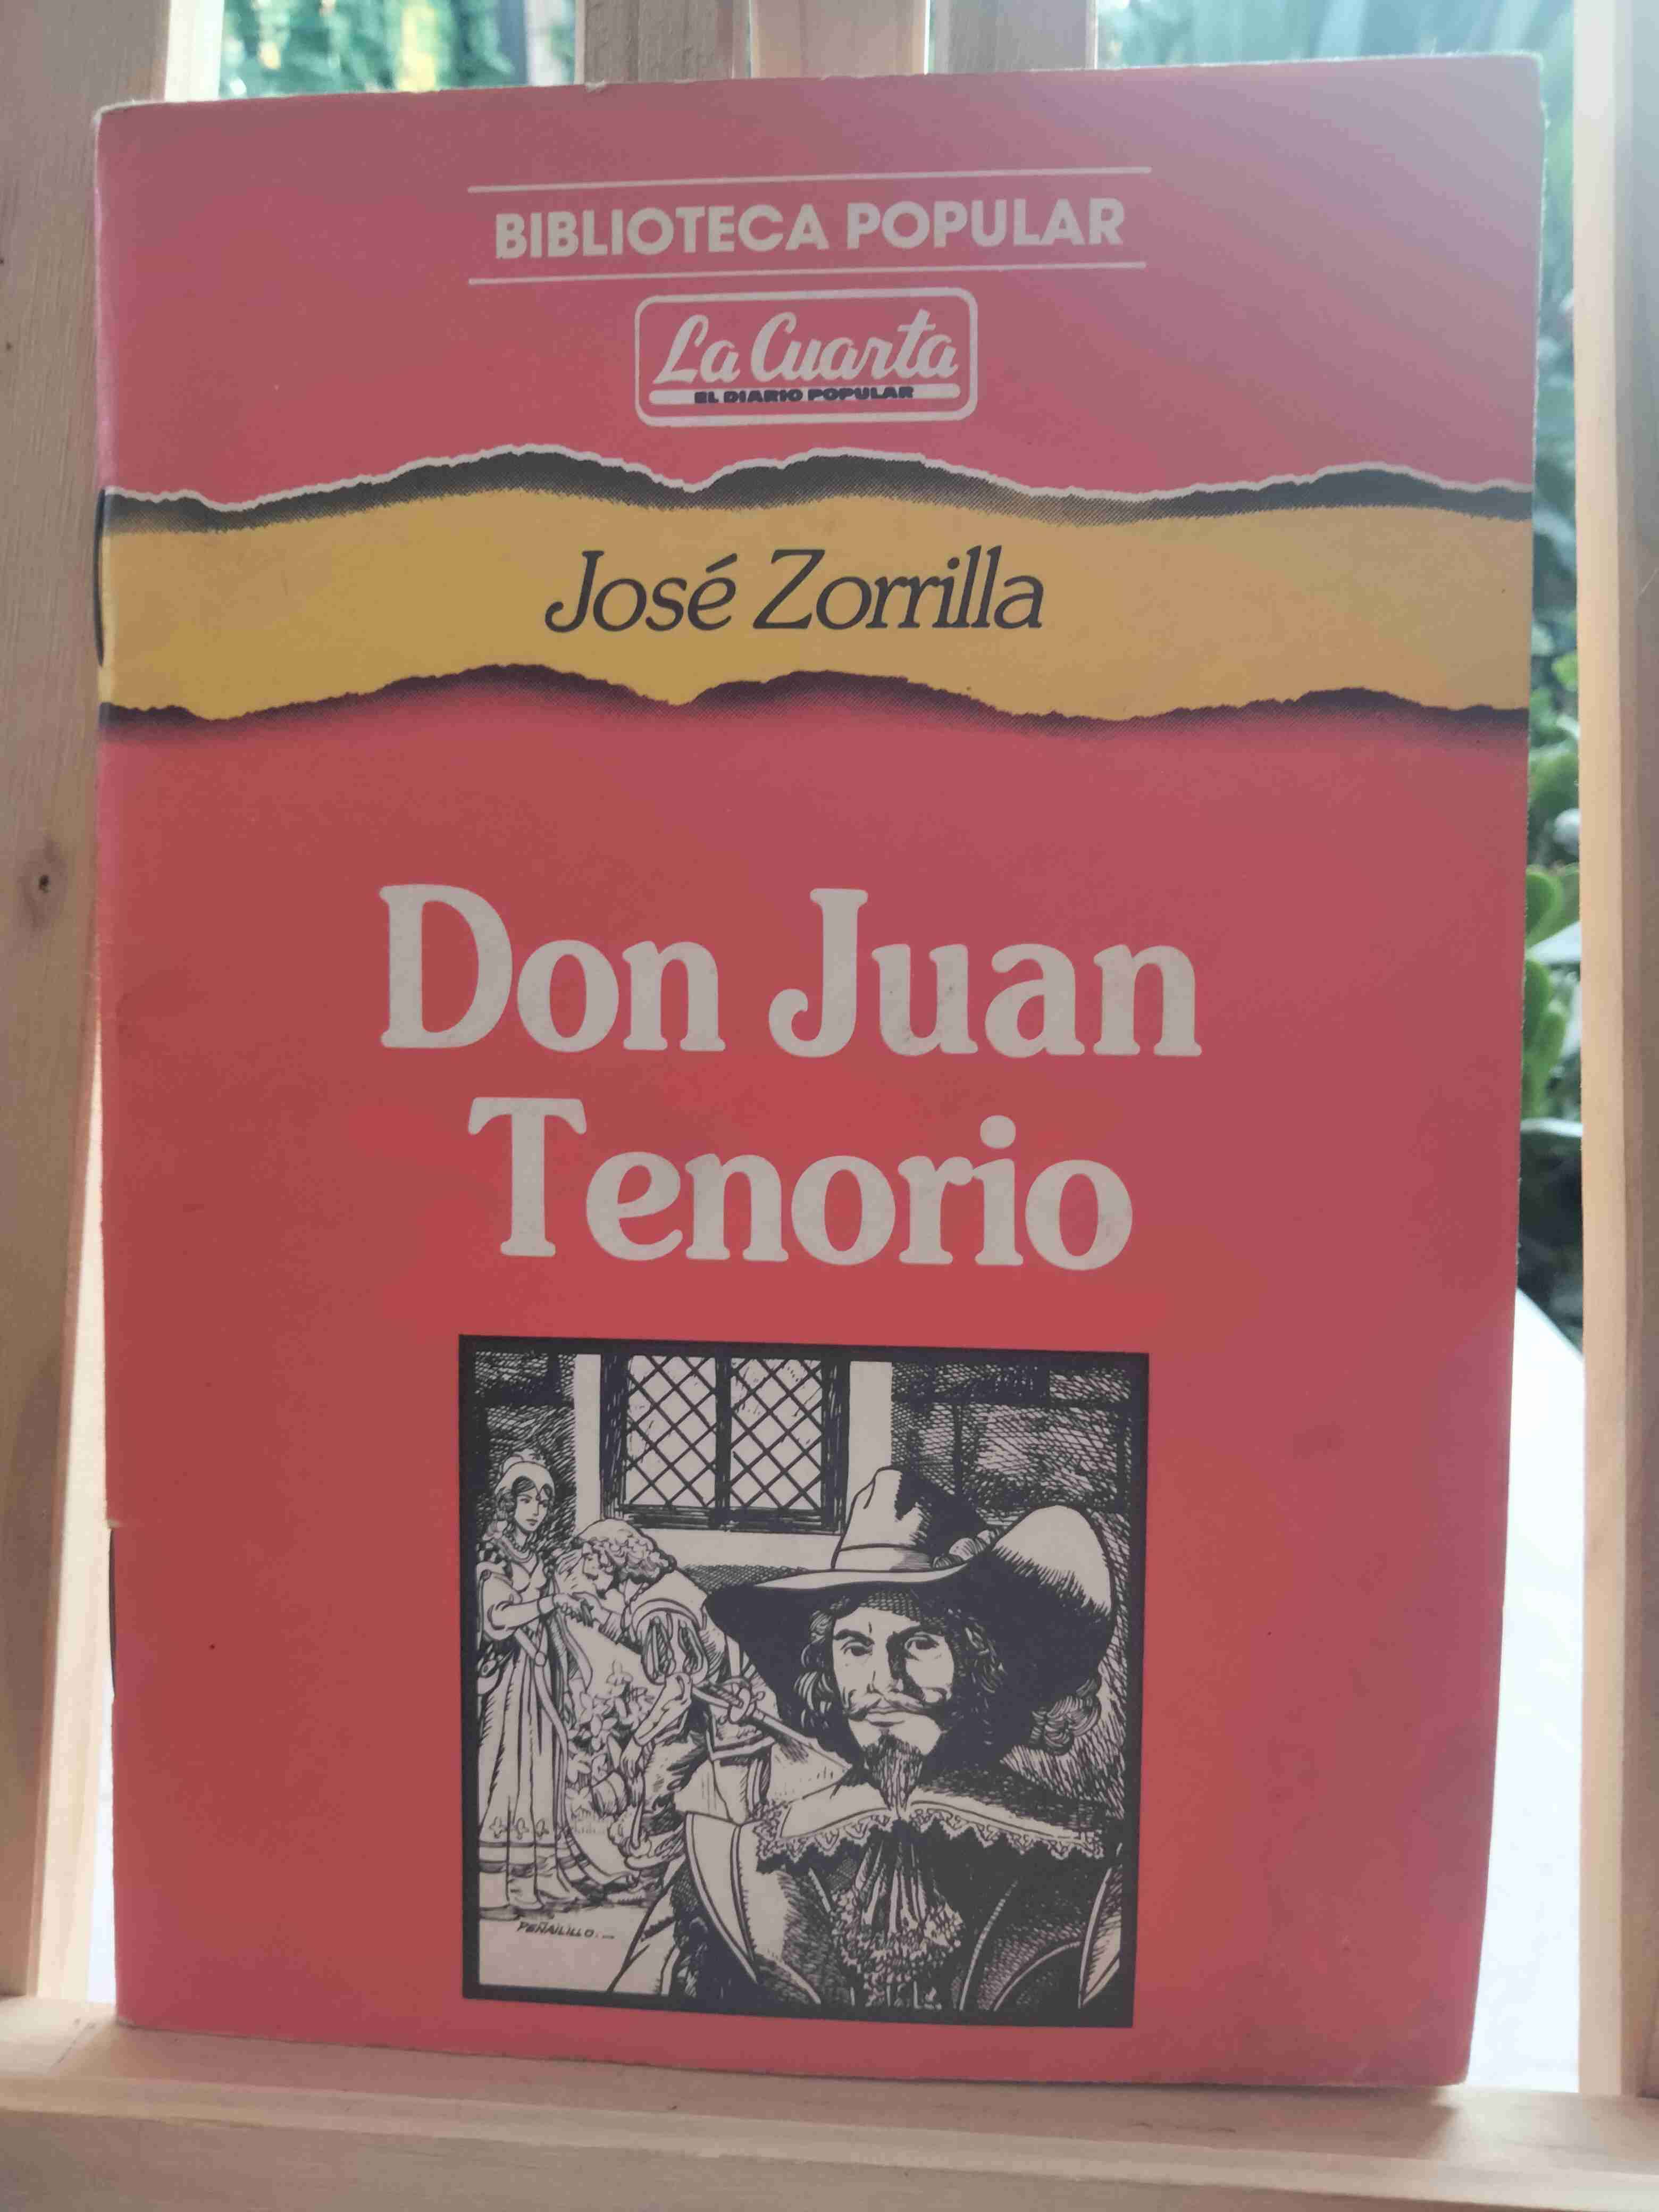 BIBLIOTECA POPULAR
La Cuarta
EL DIARIO POPULAR
José Zorrilla
Don Juan
Tenorio
PEÑAILILLO